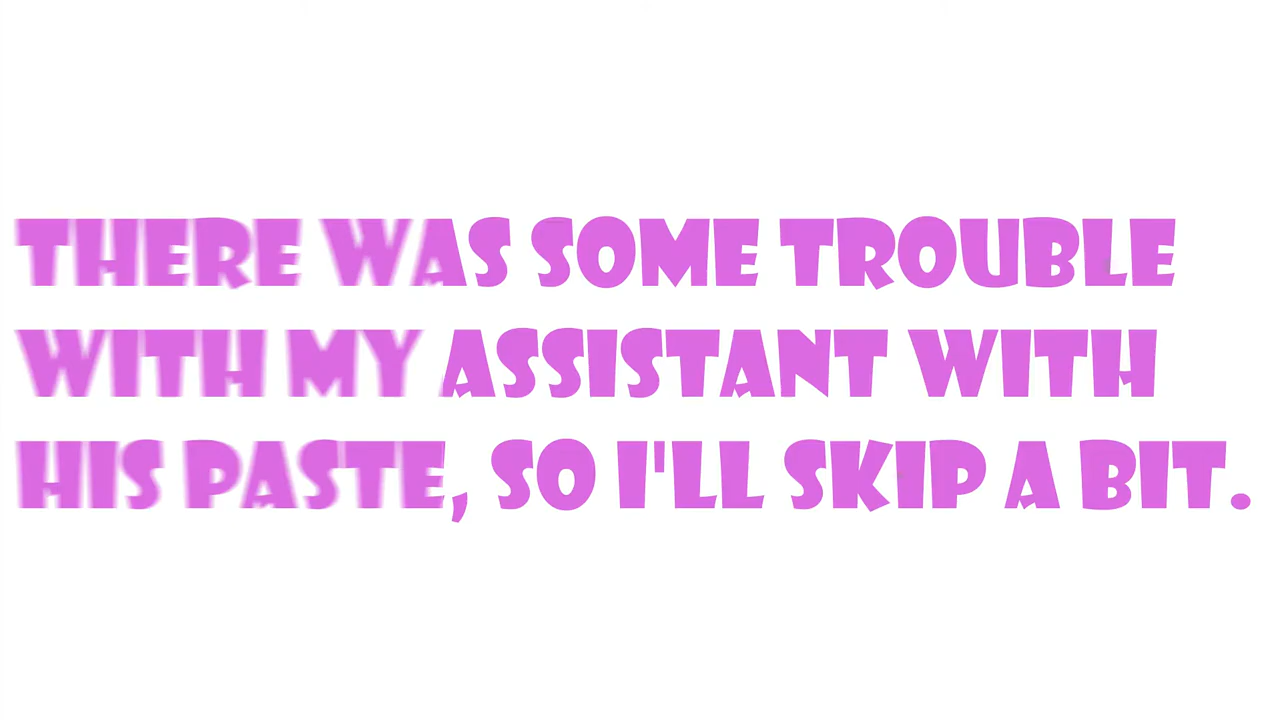 THERE WAS SOME TROUBLE
WITH MY ASSISTANT WITH
HIS PASTE, SO I'LL SKIP A BIT.